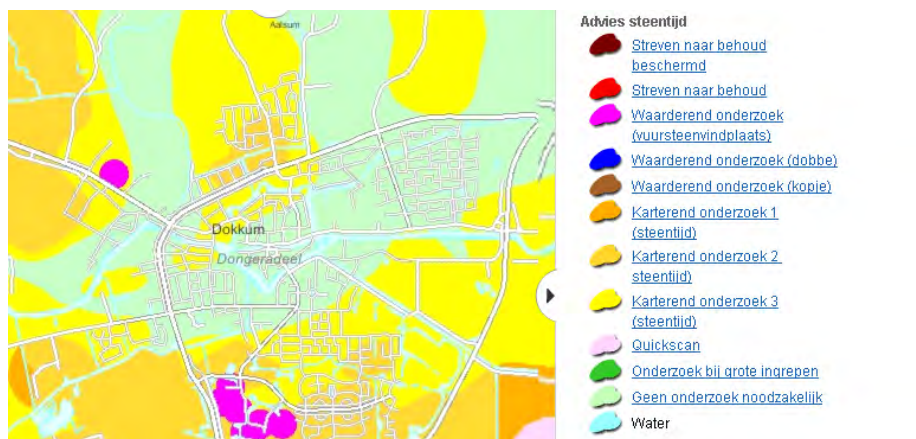 Aalsum
Dokkum
Dongeradeel
Advies steentijd
Streven naar behoud
beschermd
Streven naar behoud
Waarderend onderzoek
(vuursteenvindplaats)
Waarderend onderzoek (dobbe)
Waarderend onderzoek (kopje)
Karterend onderzoek 1
(steentijd)
Karterend onderzoek 2
steentijd)
Karterend onderzoek 3
(steentijd)
Quickscan
Onderzoek bij grote ingrepen
Geen onderzoek noodzakelijk
Water